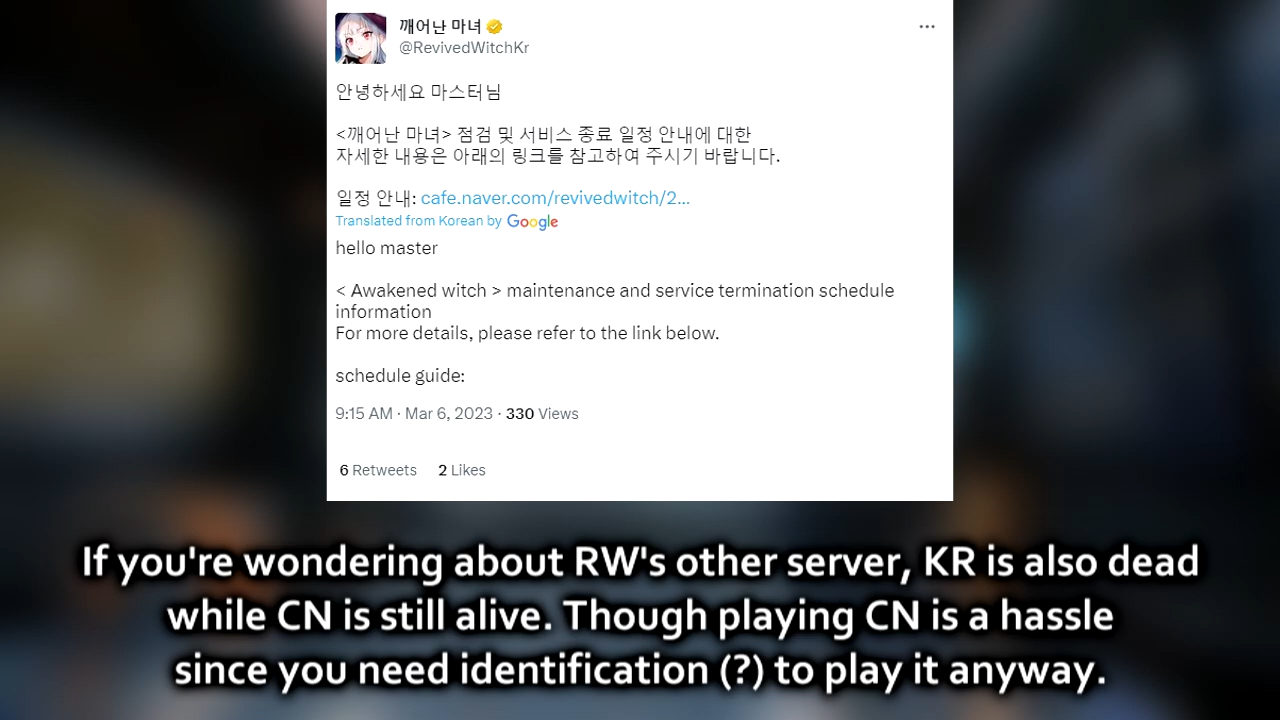 깨어난 마녀
@RevivedWitchKr
안녕하세요 마스터님
<깨어난 마녀> 점검 및 서비스 종료 일정 안내에 대한
자세한 내용은 아래의 링크를 참고하여 주시기 바랍니다.
일정 안내: cafe.naver.com/revivedwitch/2...
Translated from Korean by Google
hello master
< Awakened witch > maintenance and service termination schedule
information
For more details, please refer to the link below.
schedule guide:
9:15 AM · Mar 6, 2023 · 330 Views
6 Retweets 2 Likes
If you're wondering about RW's other server, KR is also dead
while CN is still alive. Though playing CN is a hassle
since you need identification (?) to play it anyway.